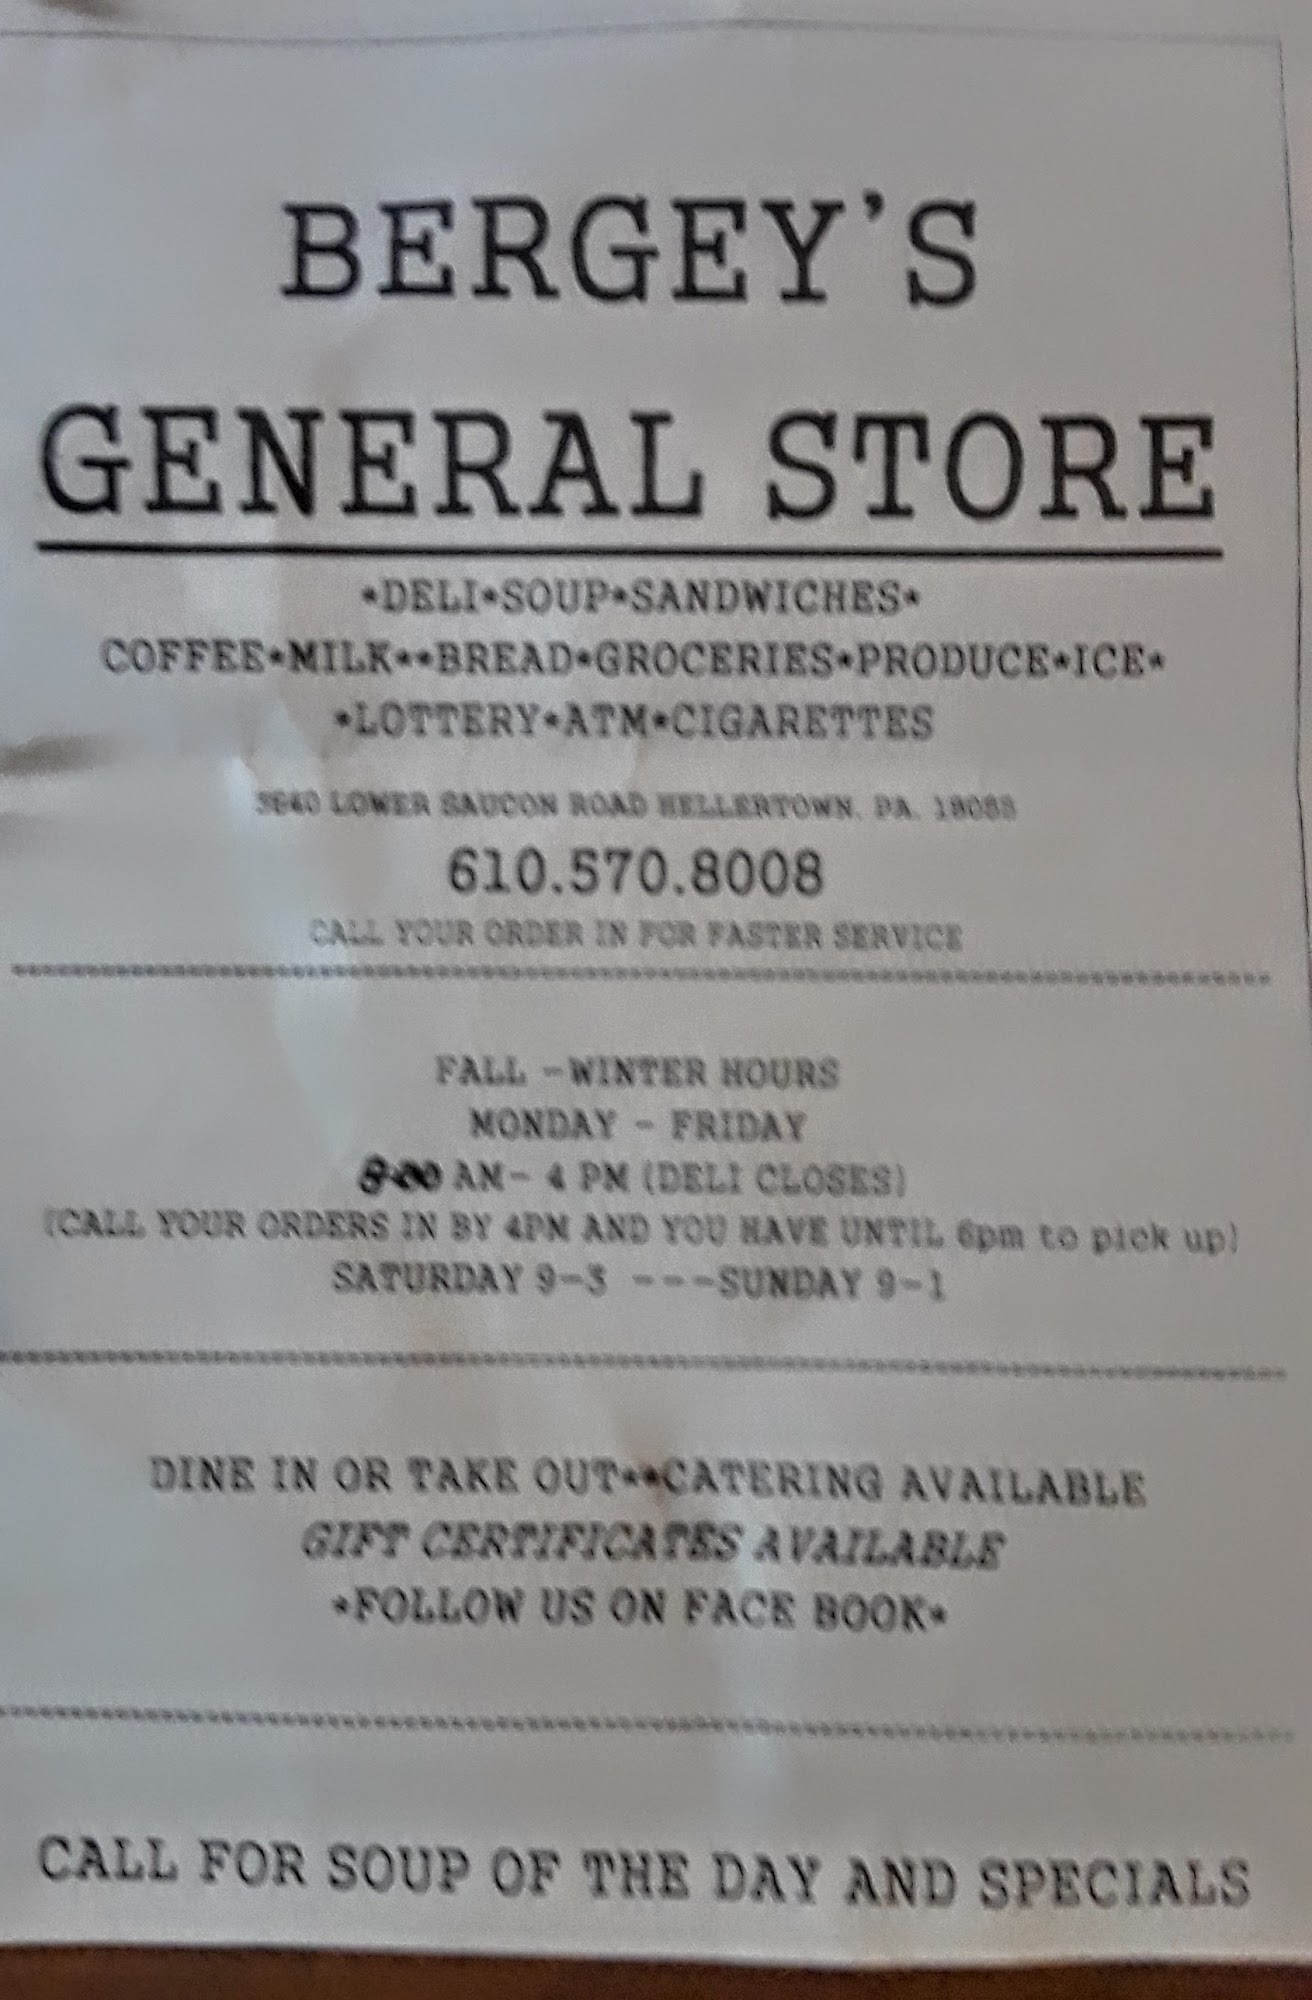 BERGEY'S
GENERAL STORE
*DELI*SOUP*SANDWICHES*
COFFEE*MILK**BREAD*GROCERIES*PRODUCE*ICE*
*LOTTERY*ATM*CIGARETTES
LOWER SAUCON ROAD HELLERTOWN, PA.
610.570.8008
CALL YOUR ORDER IN FOR FASTER SERVICE
FALL -WINTER HOURS
MONDAY - FRIDAY
AM- 4 PM (DELI CLOSES)
(CALL YOUR ORDERS IN BY 4PM AND YOU HAVE UNTIL 6pm to pick up)
SATURDAY 9-3 ---SUNDAY 9-1
DINE IN OR TAKE OUT**CATERING AVAILABLE
GIFT CERTIFICATES AVAILABLE
*FOLLOW US ON FACE BOOK*
CALL FOR SOUP OF THE DAY AND SPECIALS